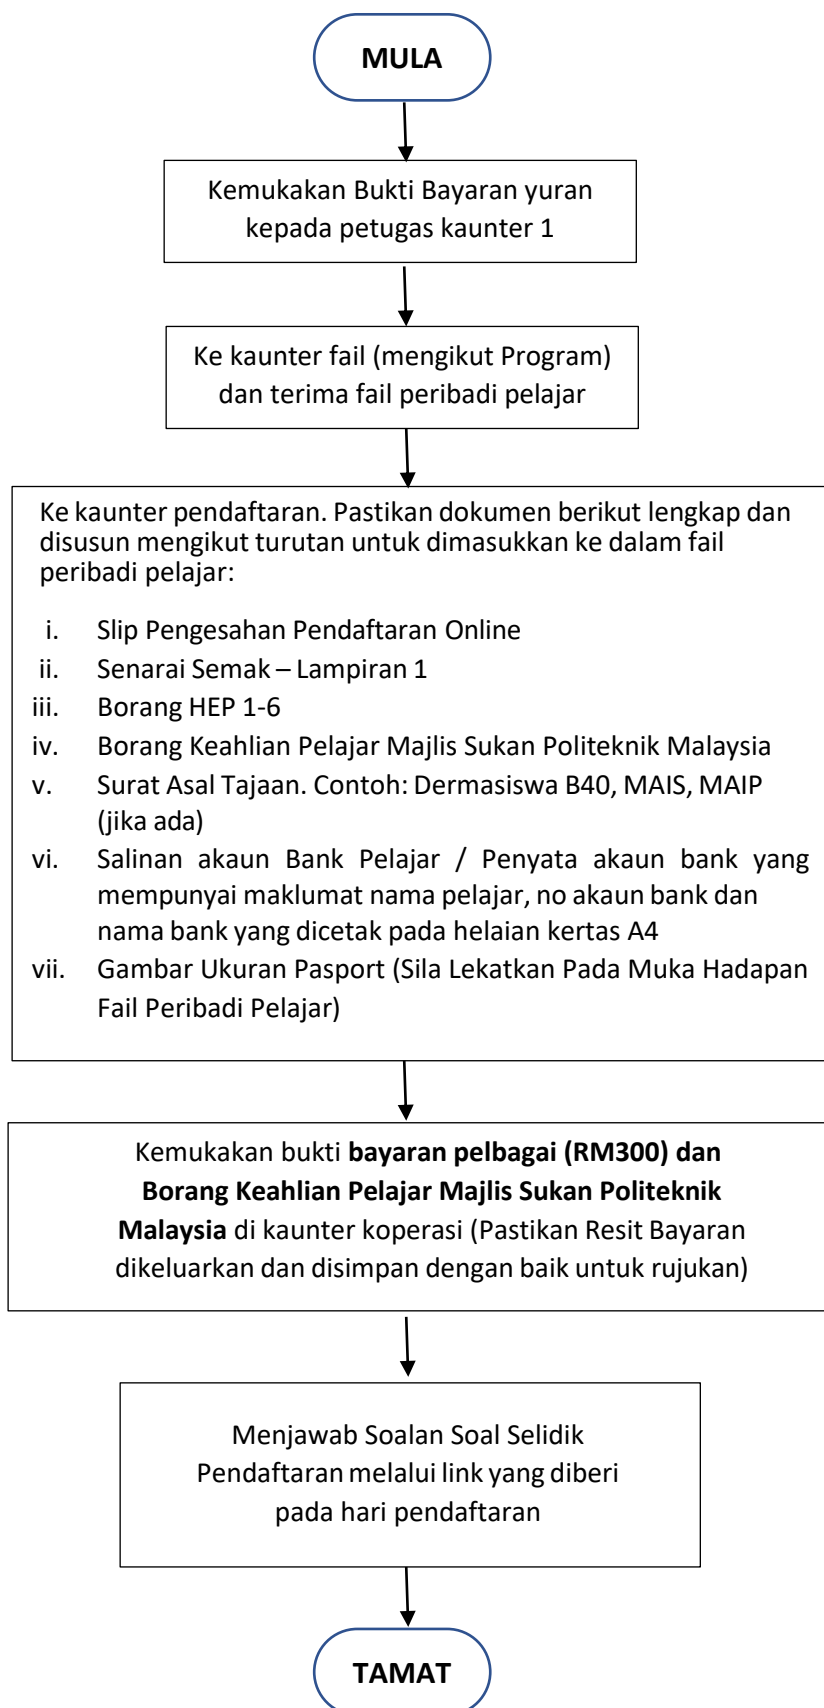 MULA
Kemukakan Bukti Bayaran yuran
kepada petugas kaunter 1
Ke kaunter fail (mengikut Program)
dan terima fail peribadi pelajar
Ke kaunter pendaftaran. Pastikan dokumen berikut lengkap dan
disusun mengikut turutan untuk dimasukkan ke dalam fail
peribadi pelajar:
i. Slip Pengesahan Pendaftaran Online
ii. Senarai Semak – Lampiran 1
iii. Borang HEP 1-6
iv. Borang Keahlian Pelajar Majlis Sukan Politeknik Malaysia
v. Surat Asal Tajaan. Contoh: Dermasiswa B40, MAIS, MAIP
(jika ada)
vi. Salinan akaun Bank Pelajar / Penyata akaun bank yang
mempunyai maklumat nama pelajar, no akaun bank dan
nama bank yang dicetak pada helaian kertas A4
vii. Gambar Ukuran Pasport (Sila Lekatkan Pada Muka Hadapan
Fail Peribadi Pelajar)
Kemukakan bukti bayaran pelbagai (RM300) dan
Borang Keahlian Pelajar Majlis Sukan Politeknik
Malaysia di kaunter koperasi (Pastikan Resit Bayaran
dikeluarkan dan disimpan dengan baik untuk rujukan)
Menjawab Soalan Soal Selidik
Pendaftaran melalui link yang diberi
pada hari pendaftaran
TAMAT